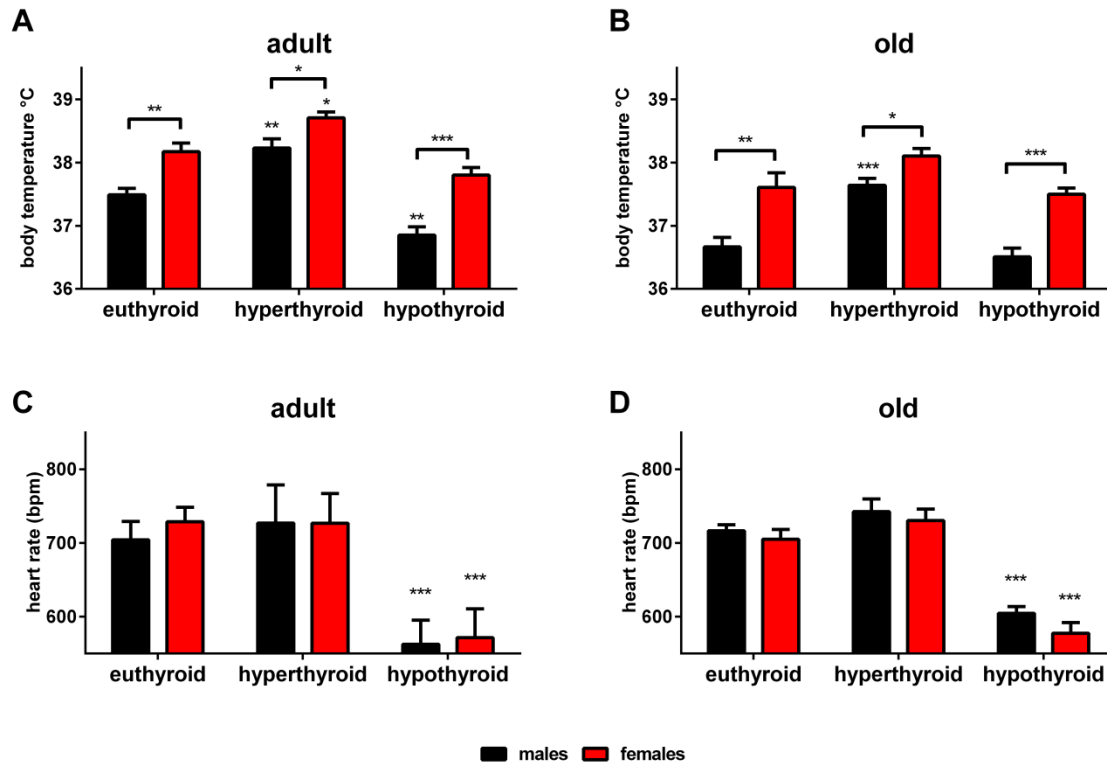 A
adult
body temperature °C
39
38
37
36
**
*
**
*
***
**
euthyroid
hyperthyroid
hypothyroid
B
old
body temperature °C
39
38
37
36
**
*
***
***
euthyroid
hyperthyroid
hypothyroid
C
adult
heart rate (bpm)
800
700
600
***
***
euthyroid
hyperthyroid
hypothyroid
D
old
heart rate (bpm)
800
700
600
***
***
euthyroid
hyperthyroid
hypothyroid
males females